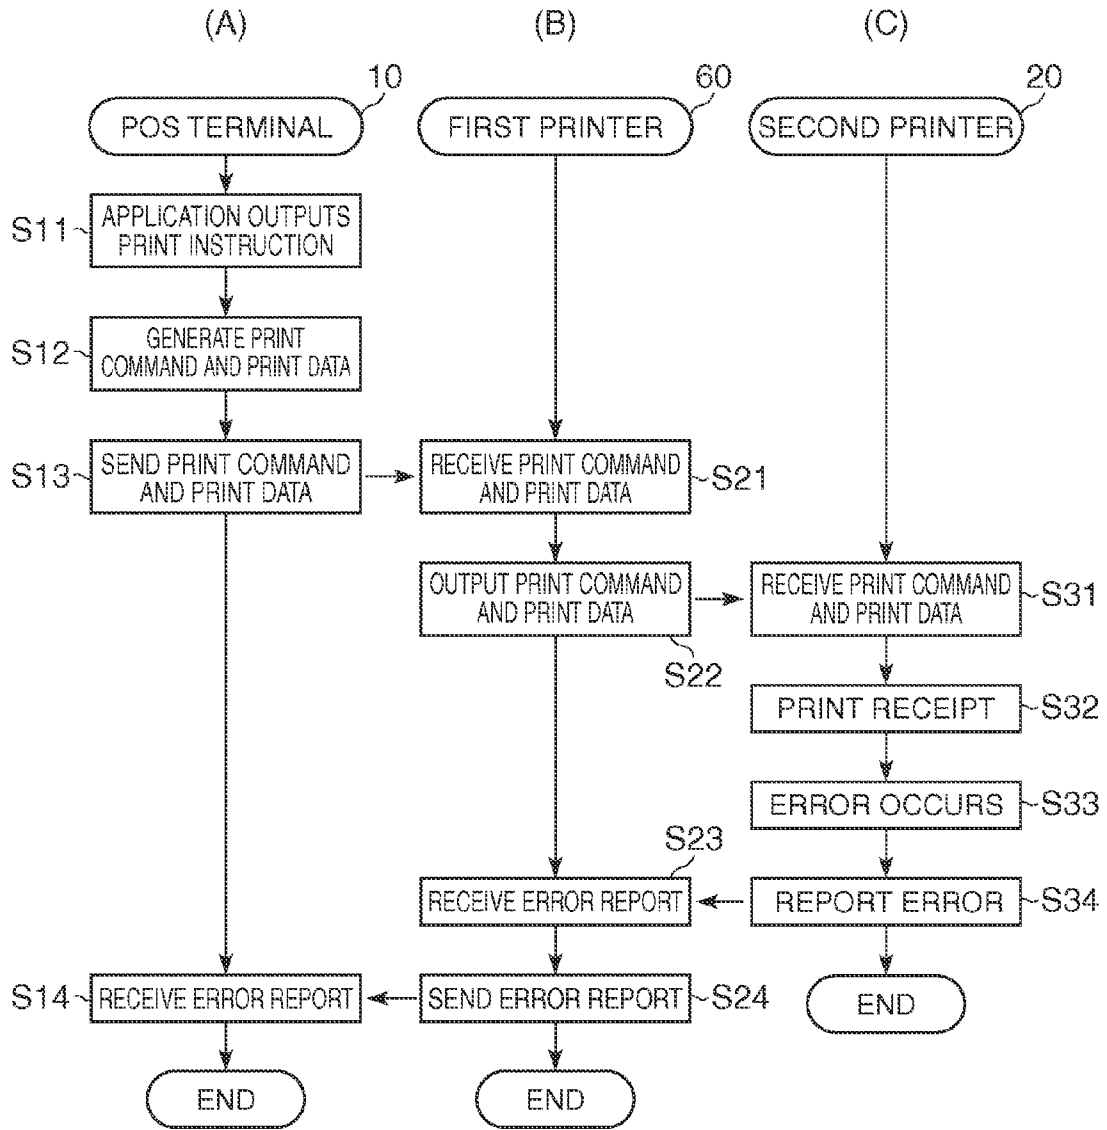 (A)
(B)
(C)
10
60
20
POS TERMINAL
FIRST PRINTER
SECOND PRINTER
S11
APPLICATION OUTPUTS
PRINT INSTRUCTION
S12
GENERATE PRINT
COMMAND AND PRINT DATA
S13
SEND PRINT COMMAND
AND PRINT DATA
RECEIVE PRINT COMMAND
AND PRINT DATA
S21
OUTPUT PRINT COMMAND
AND PRINT DATA
S22
RECEIVE PRINT COMMAND
AND PRINT DATA
S31
PRINT RECEIPT
S32
ERROR OCCURS
S33
S23
RECEIVE ERROR REPORT
REPORT ERROR
S34
S14
RECEIVE ERROR REPORT
SEND ERROR REPORT
S24
END
END
END